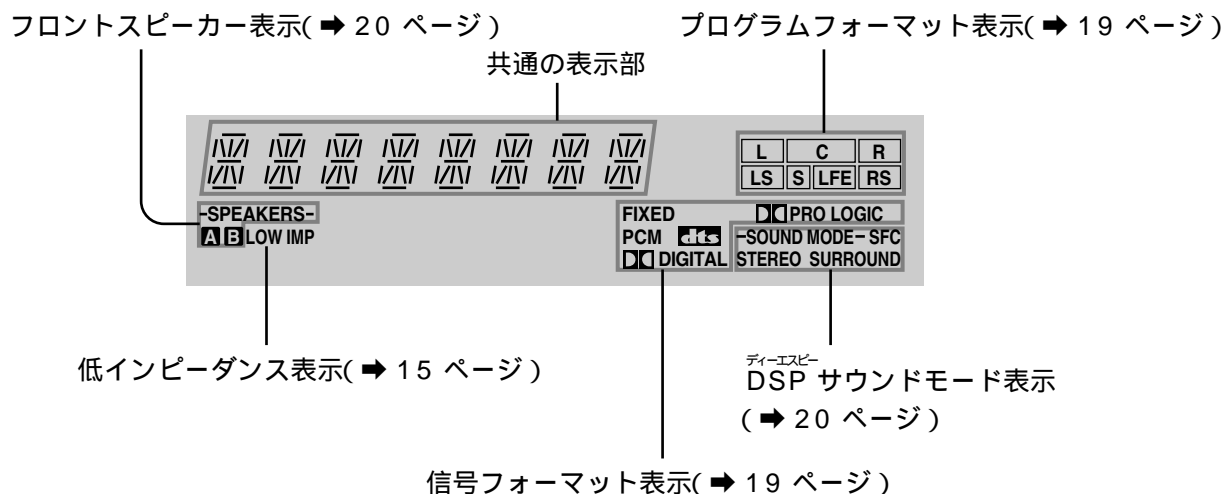 フロントスピーカー表示( ➡ 20 ページ )
プログラムフォーマット表示( ➡ 19 ページ )
共通の表示部
L C R
LS S LFE RS
-SPEAKERS-
A B LOW IMP
FIXED PRO LOGIC
PCM dts -SOUND MODE- SFC
DIGITAL STEREO SURROUND
低インピーダンス表示( ➡ 15 ページ )
ディーエスピー
DSP サウンドモード表示
( ➡ 20 ページ )
信号フォーマット表示( ➡ 19 ページ )